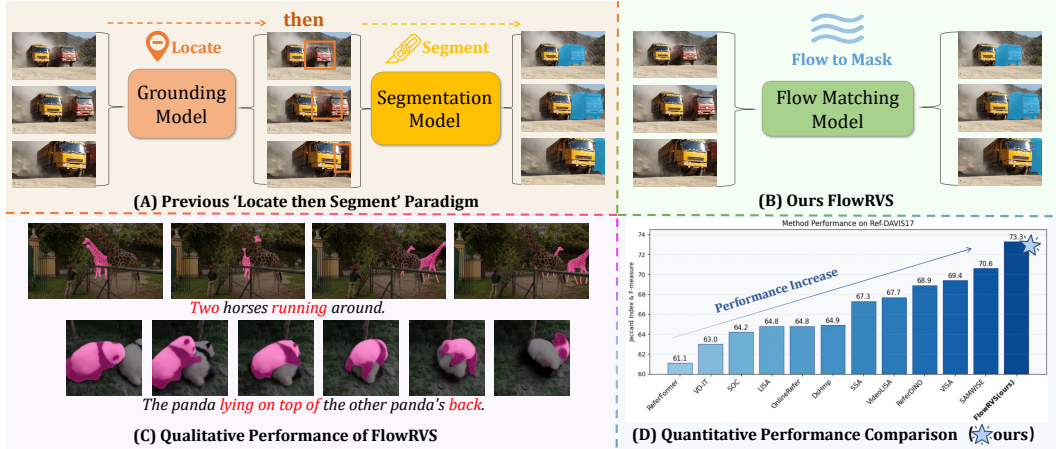 then
Locate
Segment
Grounding
Model
Segmentation
Model
(A) Previous ‘Locate then Segment’ Paradigm
Flow to Mask
Flow Matching
Model
(B) Ours FlowRVS
Two horses running around.
The panda lying on top of the other panda's back.
(C) Qualitative Performance of FlowRVS
Method Performance on Ref-DAVIS17
Jaccard Index & F-measure
74
72
70
68
66
64
62
60
Performance Increase
61.1
63.0
64.2
64.8
64.8
64.9
67.3
67.7
68.9
69.4
70.6
73.3
ReferFormer
VD-IT
SOC
LISA
OnlineRefer
DsHmp
SSA
VideoLISA
ReferDINO
VISA
SAMWISE
FlowRVS(ours)
(D) Quantitative Performance Comparison (ours)